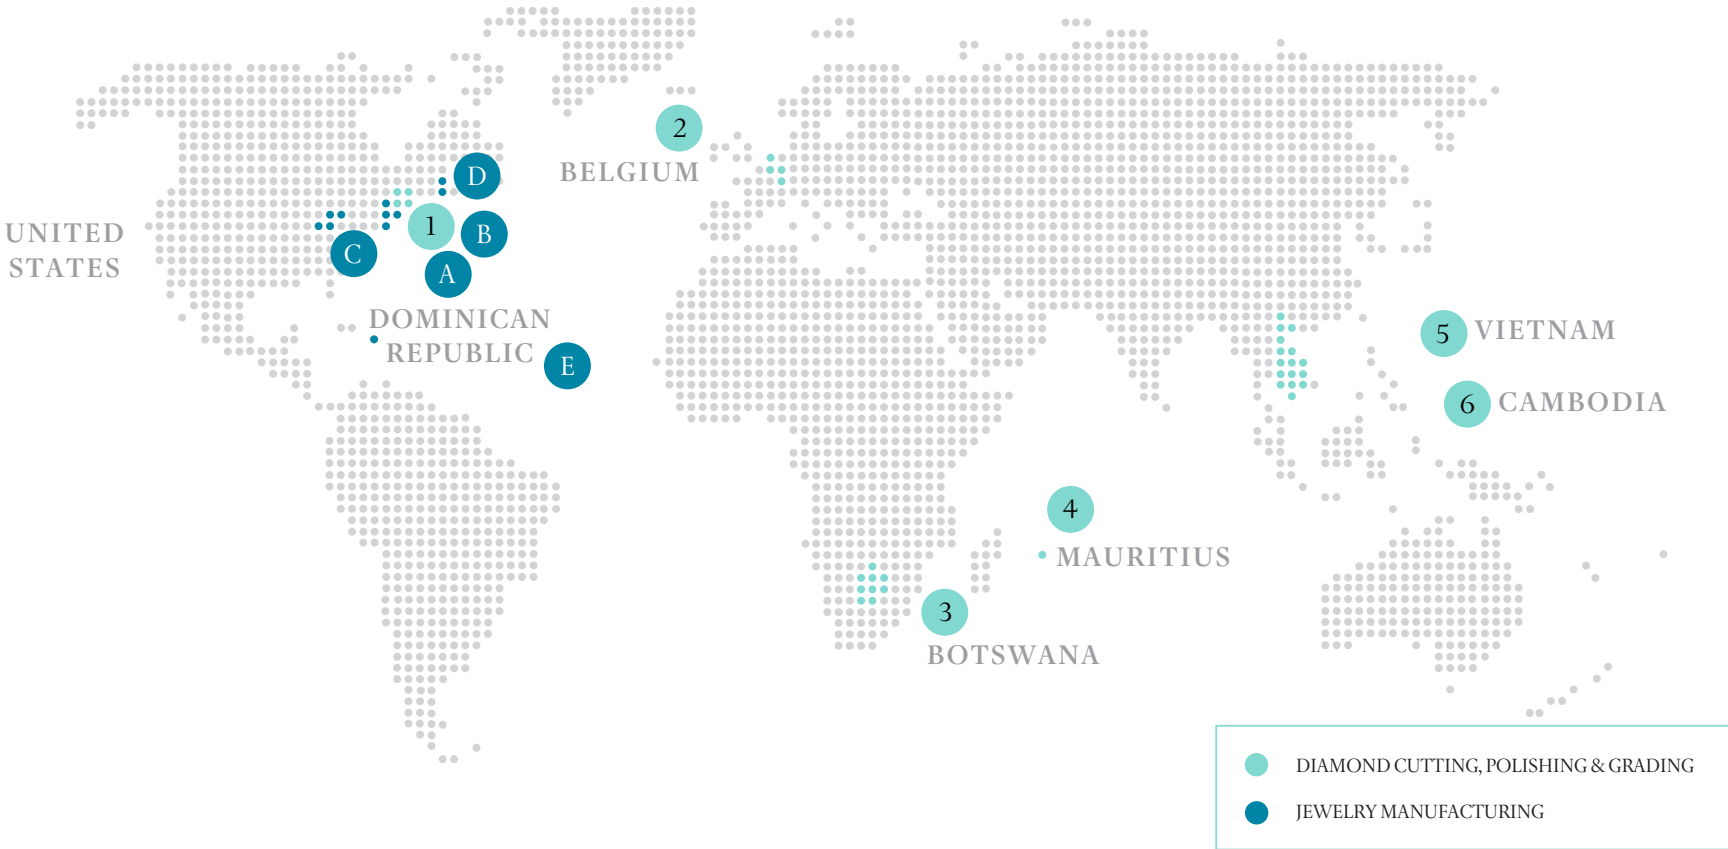 2
BELGIUM
D
1
B
UNITED
STATES
C
A
DOMINICAN
REPUBLIC
E
5
VIETNAM
6
CAMBODIA
4
MAURITIUS
3
BOTSWANA
DIAMOND CUTTING, POLISHING & GRADING
JEWELRY MANUFACTURING